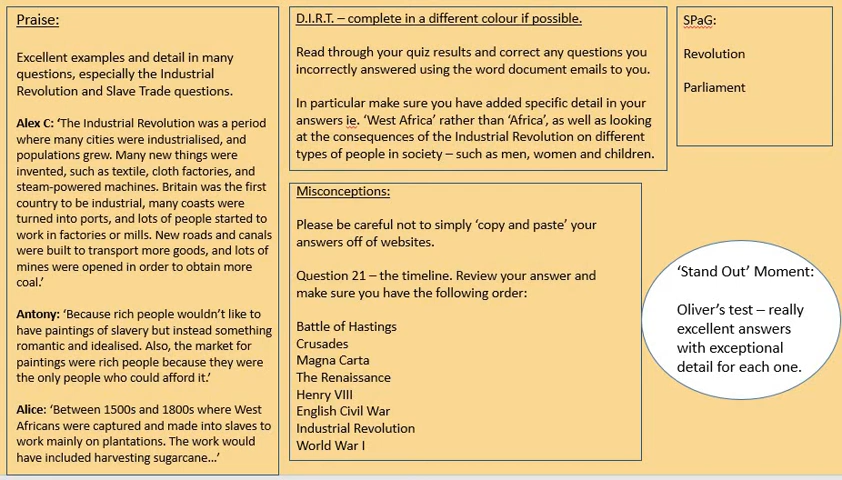 Praise:
Excellent examples and detail in many
questions, especially the Industrial
Revolution and Slave Trade questions.
Alex C: ‘The Industrial Revolution was a period
where many cities were industrialised, and
populations grew. Many new things were
invented, such as textile, cloth factories, and
steam-powered machines. Britain was the first
country to be industrial, many coasts were
turned into ports, and lots of people started to
work in factories or mills. New roads and canals
were built to transport more goods, and lots of
mines were opened in order to obtain more
coal.’
Antony: ‘Because rich people wouldn’t like to
have paintings of slavery but instead something
romantic and idealised. Also, the market for
paintings were rich people because they were
the only people who could afford it.’
Alice: ‘Between 1500s and 1800s where West
Africans were captured and made into slaves to
work mainly on plantations. The work would
have included harvesting sugarcane…’
D.I.R.T. – complete in a different colour if possible.
Read through your quiz results and correct any questions you
incorrectly answered using the word document emails to you.
In particular make sure you have added specific detail in your
answers ie. ‘West Africa’ rather than ‘Africa’, as well as looking
at the consequences of the Industrial Revolution on different
types of people in society – such as men, women and children.
Misconceptions:
Please be careful not to simply ‘copy and paste’ your
answers off of websites.
Question 21 – the timeline. Review your answer and
make sure you have the following order:
Battle of Hastings
Crusades
Magna Carta
The Renaissance
Henry VIII
English Civil War
Industrial Revolution
World War I
SPaG:
Revolution
Parliament
‘Stand Out’ Moment:
Oliver’s test – really
excellent answers
with exceptional
detail for each one.